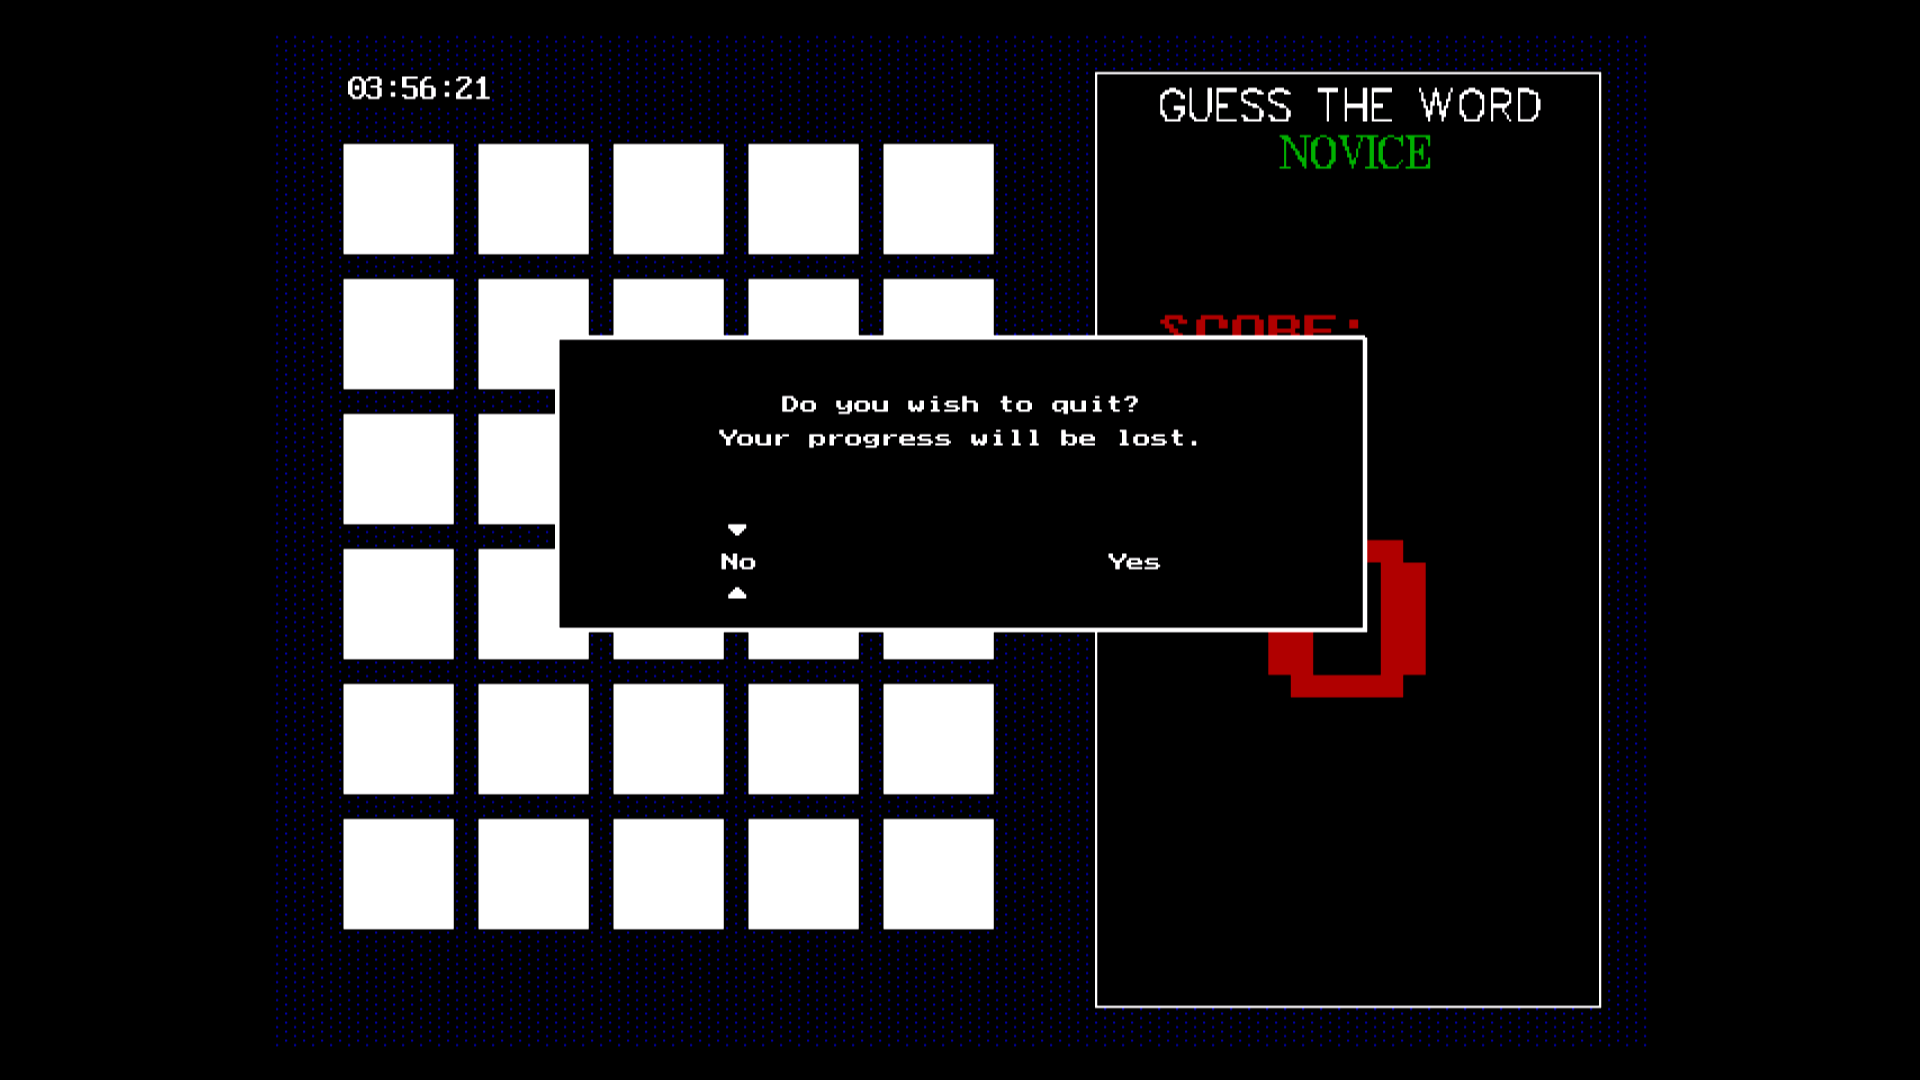 03:56:21
GUESS THE WORD
NOVICE
SCORE:
Do you wish to quit?
Your progress will be lost.
No
Yes
0